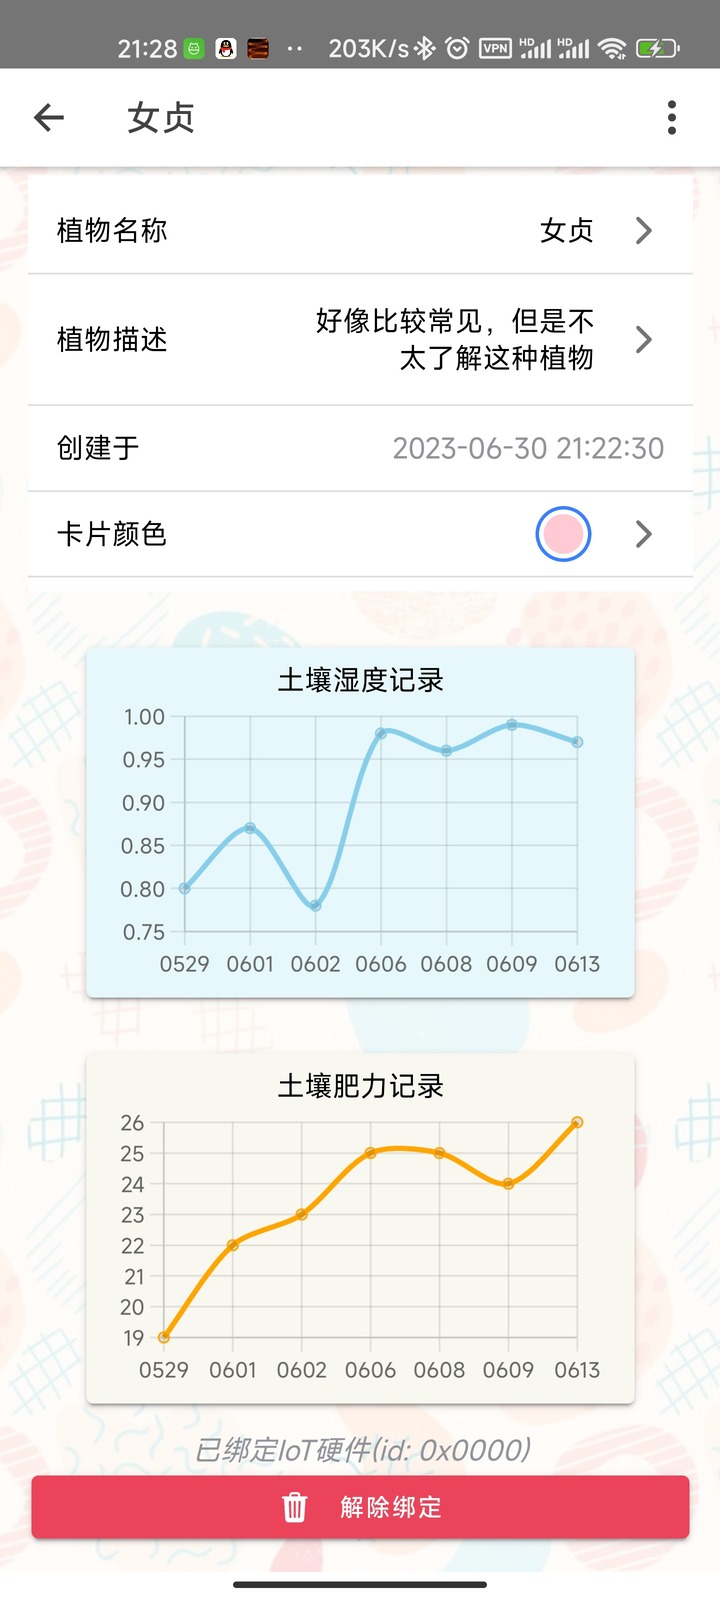 21:28 203K/s VPN HD HD
女贞
植物名称 女贞
植物描述 好像比较常见，但是不
太了解这种植物
创建于 2023-06-30 21:22:30
卡片颜色
土壤湿度记录
1.00
0.95
0.90
0.85
0.80
0.75
0529 0601 0602 0606 0608 0609 0613
土壤肥力记录
26
25
24
23
22
21
20
19
0529 0601 0602 0606 0608 0609 0613
已绑定IoT硬件(id: 0x0000)
解除绑定